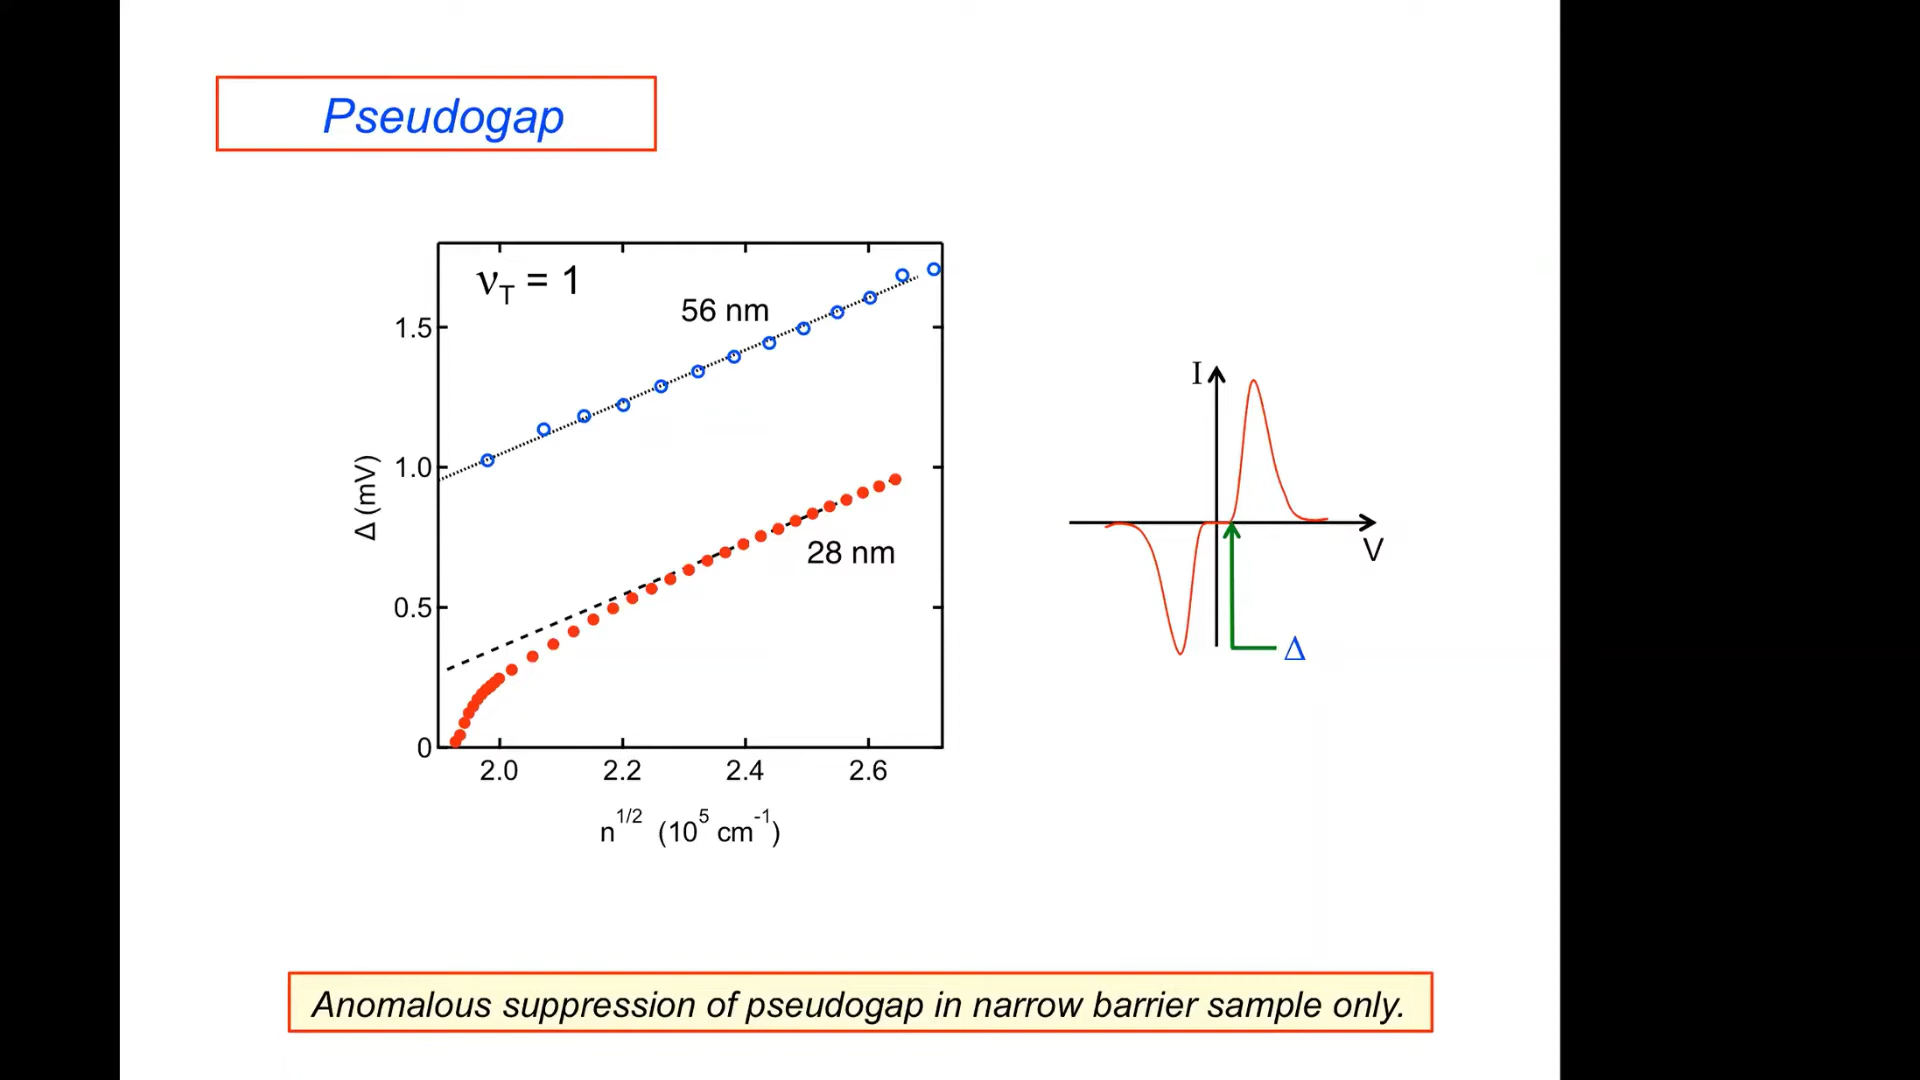 Pseudogap
νT = 1
56 nm
28 nm
1.5
1.0
0.5
0
Δ (mV)
2.0 2.2 2.4 2.6
n1/2 (105 cm-1)
I
V
Δ
Anomalous suppression of pseudogap in narrow barrier sample only.